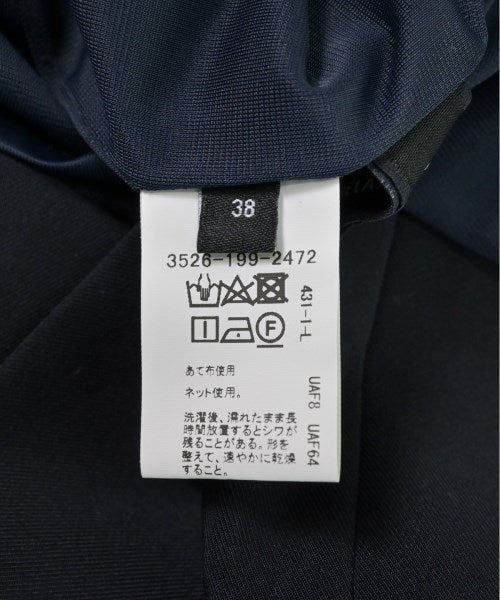 38
3526-199-2472
431-1-L
F
あて布使用
ネット使用。
洗濯後、濡れたまま長
時間放置するとシワが
残ることがある。形を
整えて、速やかに乾燥
すること。
UAF8 UAF64